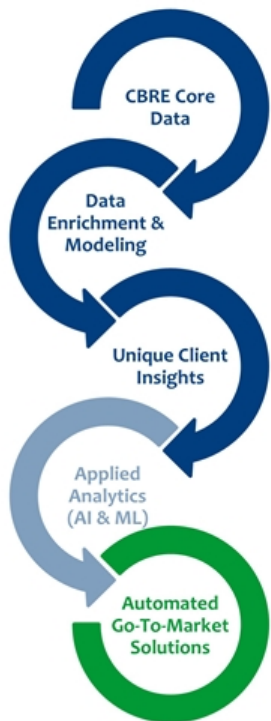 CBRE Core
Data
Data
Enrichment &
Modeling
Unique Client
Insights
Applied
Analytics
(AI & ML)
Automated
Go-To-Market
Solutions